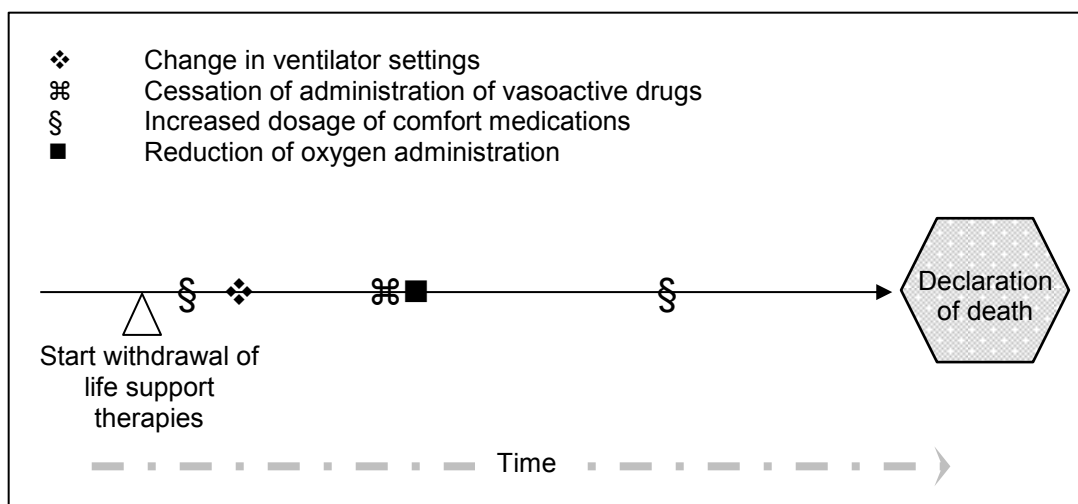 ❖ Change in ventilator settings
⌘ Cessation of administration of vasoactive drugs
§ Increased dosage of comfort medications
■ Reduction of oxygen administration
§ ❖ ⌘ ■ §
Declaration
of death
Start withdrawal of
life support
therapies
Time